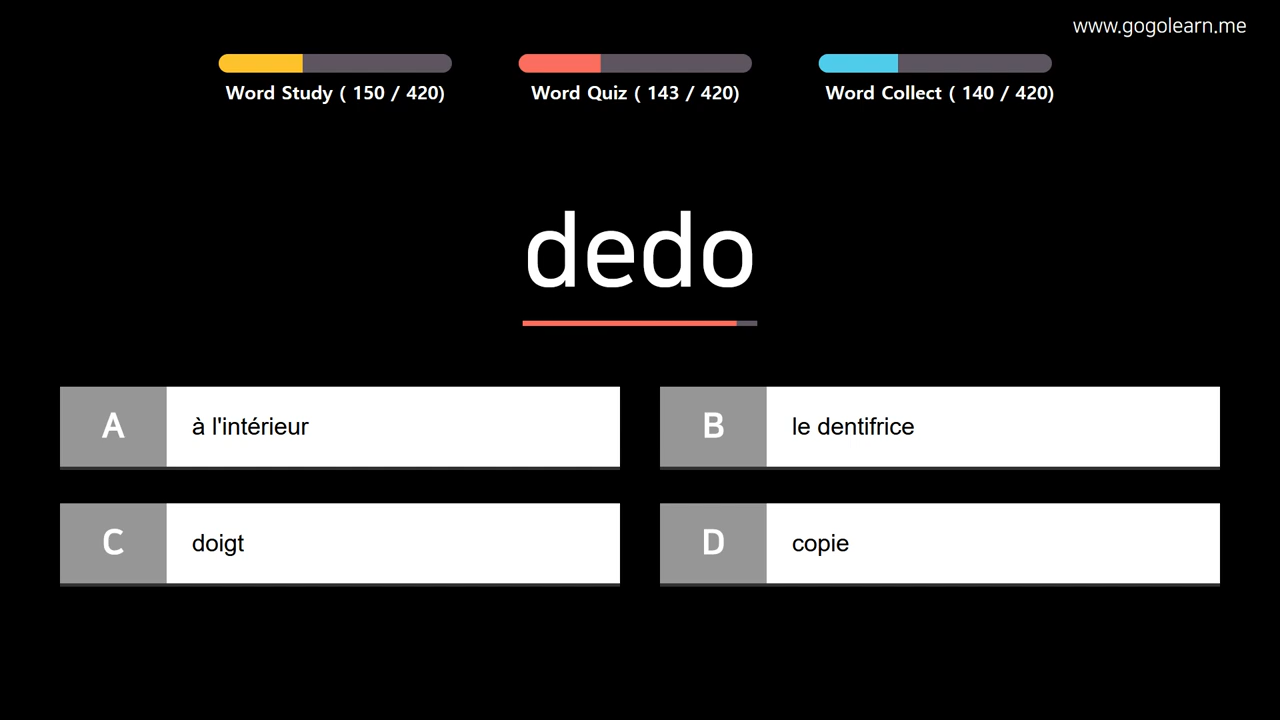 www.gogolearn.me
Word Study ( 150 / 420)
Word Quiz ( 143 / 420)
Word Collect ( 140 / 420)
dedo
A à l'intérieur
B le dentifrice
C doigt
D copie